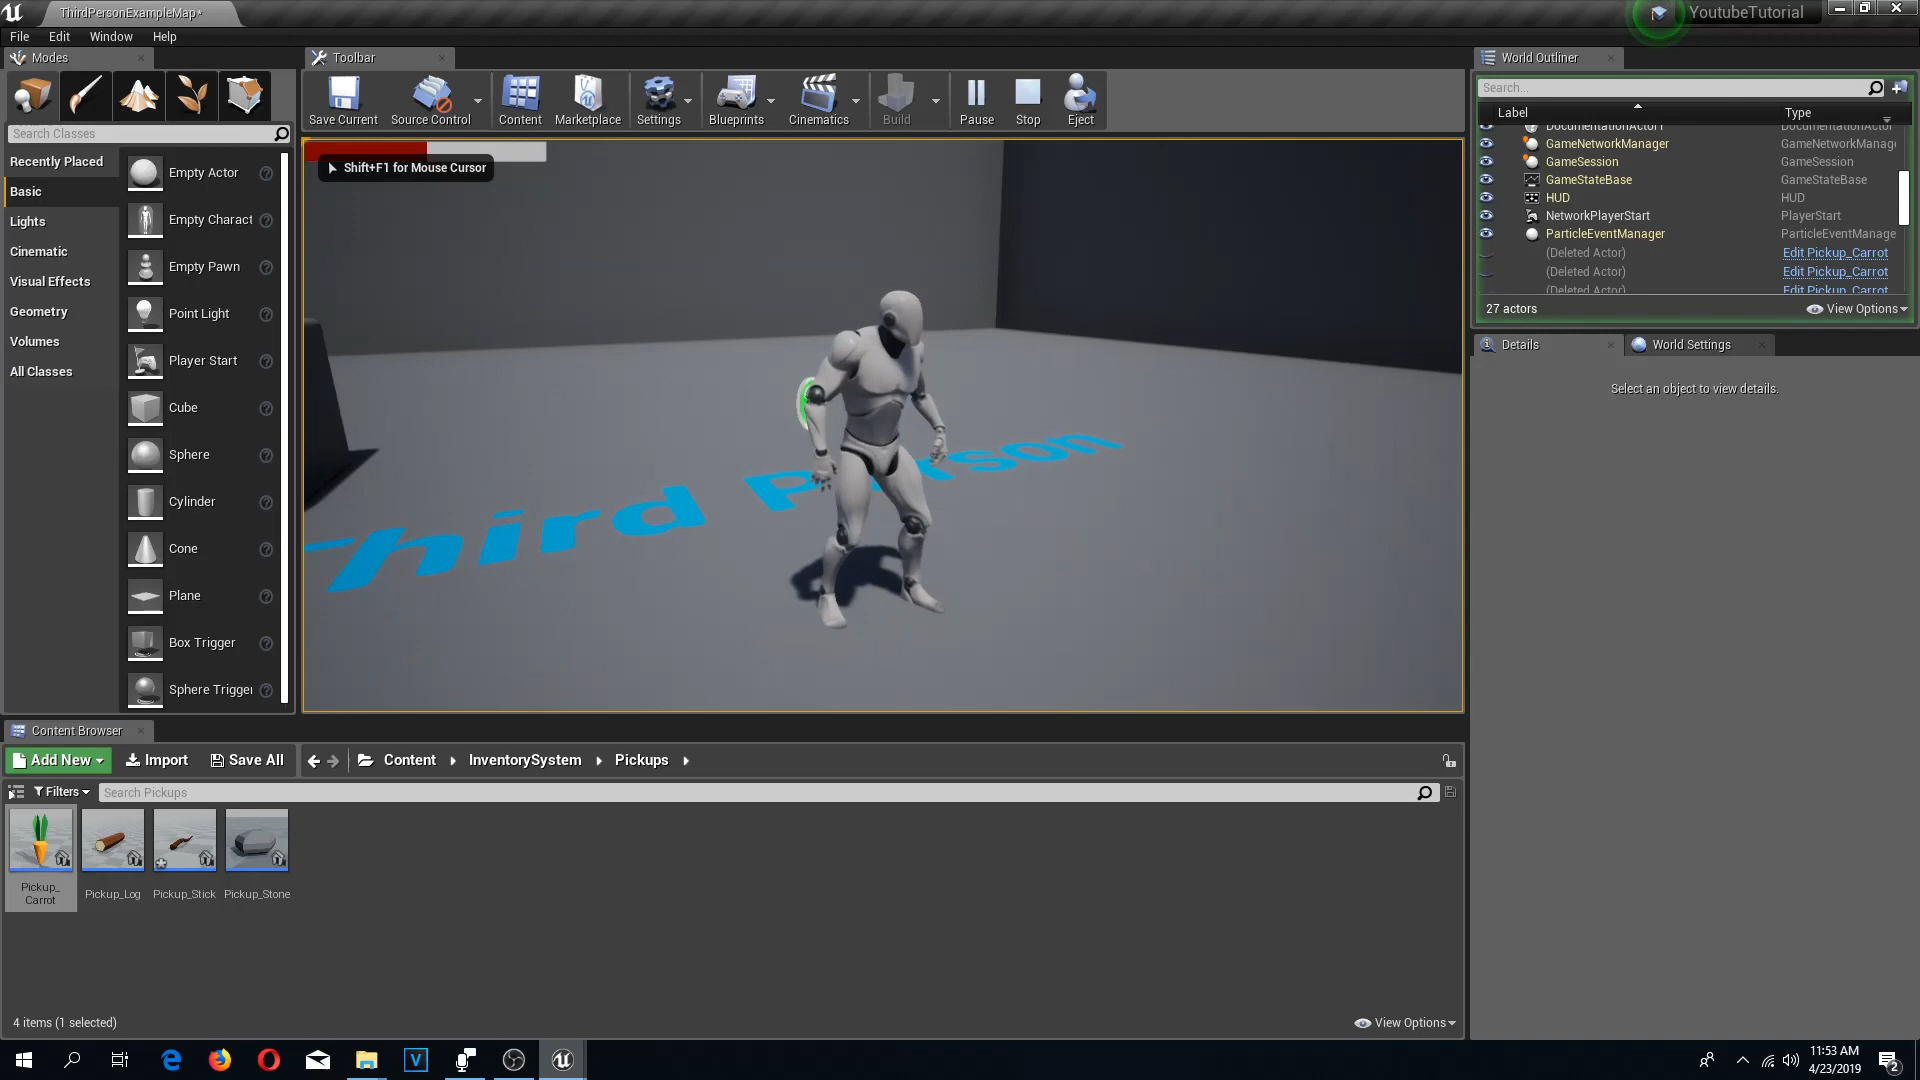 ThirdPersonExampleMap*
YoutubeTutorial
File Edit Window Help
Modes
Toolbar
World Outliner
Search...
Search Classes
Save Current
Source Control
Content
Marketplace
Settings
Blueprints
Cinematics
Build
Pause
Stop
Eject
Label Type
DocumentationActor1 DocumentationActor
GameNetworkManager GameNetworkManage
GameSession GameSession
GameStateBase GameStateBase
HUD HUD
NetworkPlayerStart PlayerStart
ParticleEventManager ParticleEventManage
(Deleted Actor) Edit Pickup_Carrot
(Deleted Actor) Edit Pickup_Carrot
(Deleted Actor) Edit Pickup_Carrot
27 actors
View Options
Details
World Settings
Select an object to view details.
Recently Placed
Basic
Lights
Cinematic
Visual Effects
Geometry
Volumes
All Classes
Empty Actor
Empty Charact
Empty Pawn
Point Light
Player Start
Cube
Sphere
Cylinder
Cone
Plane
Box Trigger
Sphere Trigger
Shift+F1 for Mouse Cursor
Third Person
Content Browser
Add New
Import
Save All
Content
InventorySystem
Pickups
Filters
Search Pickups
Pickup_
Carrot
Pickup_Log
Pickup_Stick
Pickup_Stone
4 items (1 selected)
View Options
11:53 AM
4/23/2019
2